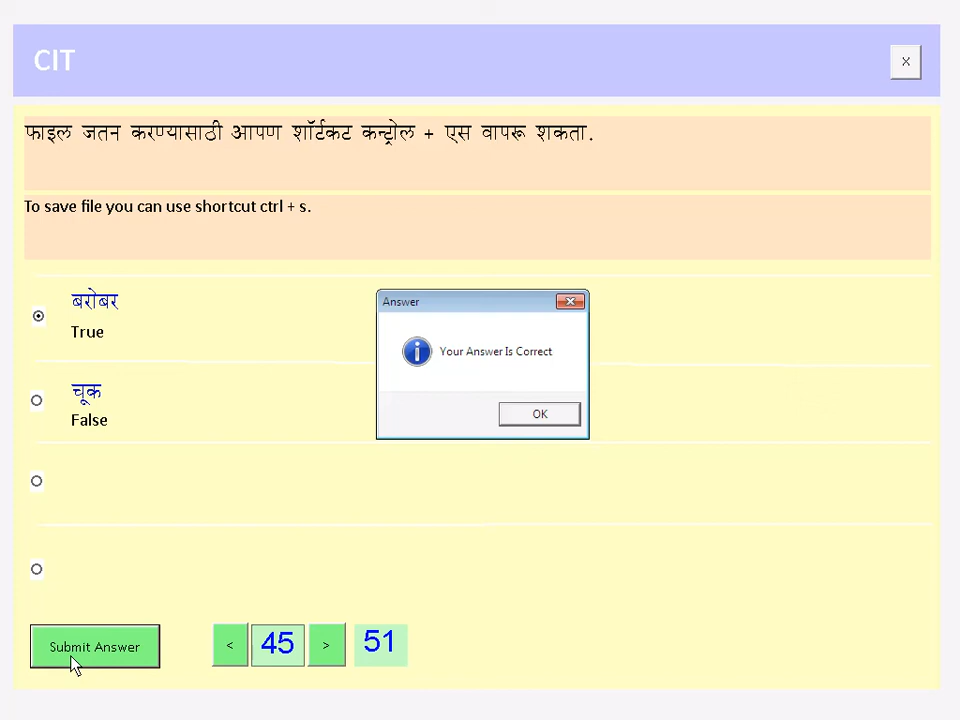 CIT
x
फाइल जतन करण्यासाठी आपण शॉर्टकट कन्ट्रोल + एस वापरू शकता.
To save file you can use shortcut ctrl + s.
बरोबर
True
Answer
Your Answer Is Correct
OK
चूक
False
Submit Answer
< 45 > 51